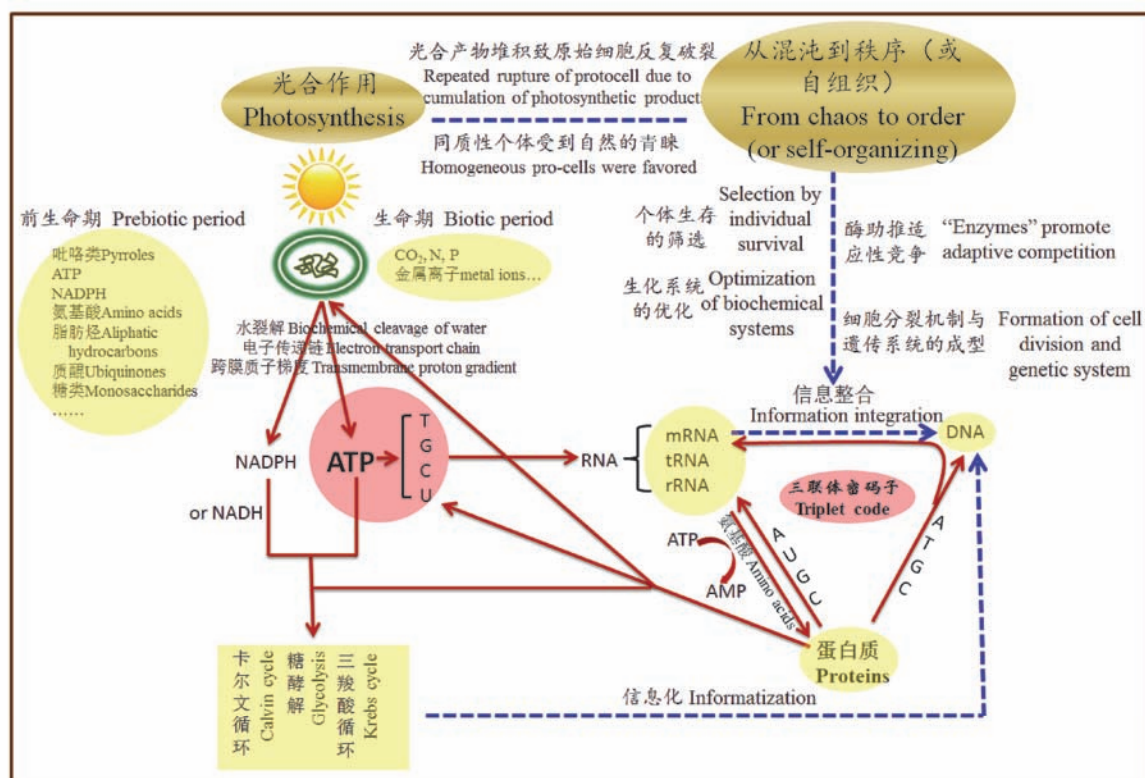 光合作用
Photosynthesis
光合产物堆积致原始细胞反复破裂
Repeated rupture of protocell due to
cumulation of photosynthetic product
同质性个体受到自然的青睐
Homogeneous pro-cells were favored
从混沌到秩序（或
自组织）
From chaos to order
(or self-organizing)
前生命期 Prebiotic period
吡咯类Pyrroles
ATP
NADPH
氨基酸Amino acids
脂肪烃Aliphatic
hydrocarbons
质醌Ubiquinones
糖类Monosaccharides
……
生命期 Biotic period
CO₂, N, P
金属离子metal ions…
个体生存
的筛选
Selection by
individual
survival
生化系统
的优化
Optimization
of biochemical
systems
酶助推适
应性竞争
“Enzymes” promote
adaptive competition
细胞分裂机制与
遗传系统的成型
Formation of cell
division and
genetic system
水裂解 Biochemical cleavage of water
电子传递链 Electron transport chain
跨膜质子梯度 Transmembrane proton gradient
信息整合
Information integration
NADPH
or NADH
ATP
T
G
C
U
RNA
mRNA
tRNA
rRNA
DNA
三联体密码子
Triplet code
ATP
AMP
氨基酸 Amino acids
A U G C
A T G C
蛋白质
Proteins
卡尔文循环
Calvin cycle
糖酵解
Glycolysis
三羧酸循环
Krebs cycle
信息化 Informatization